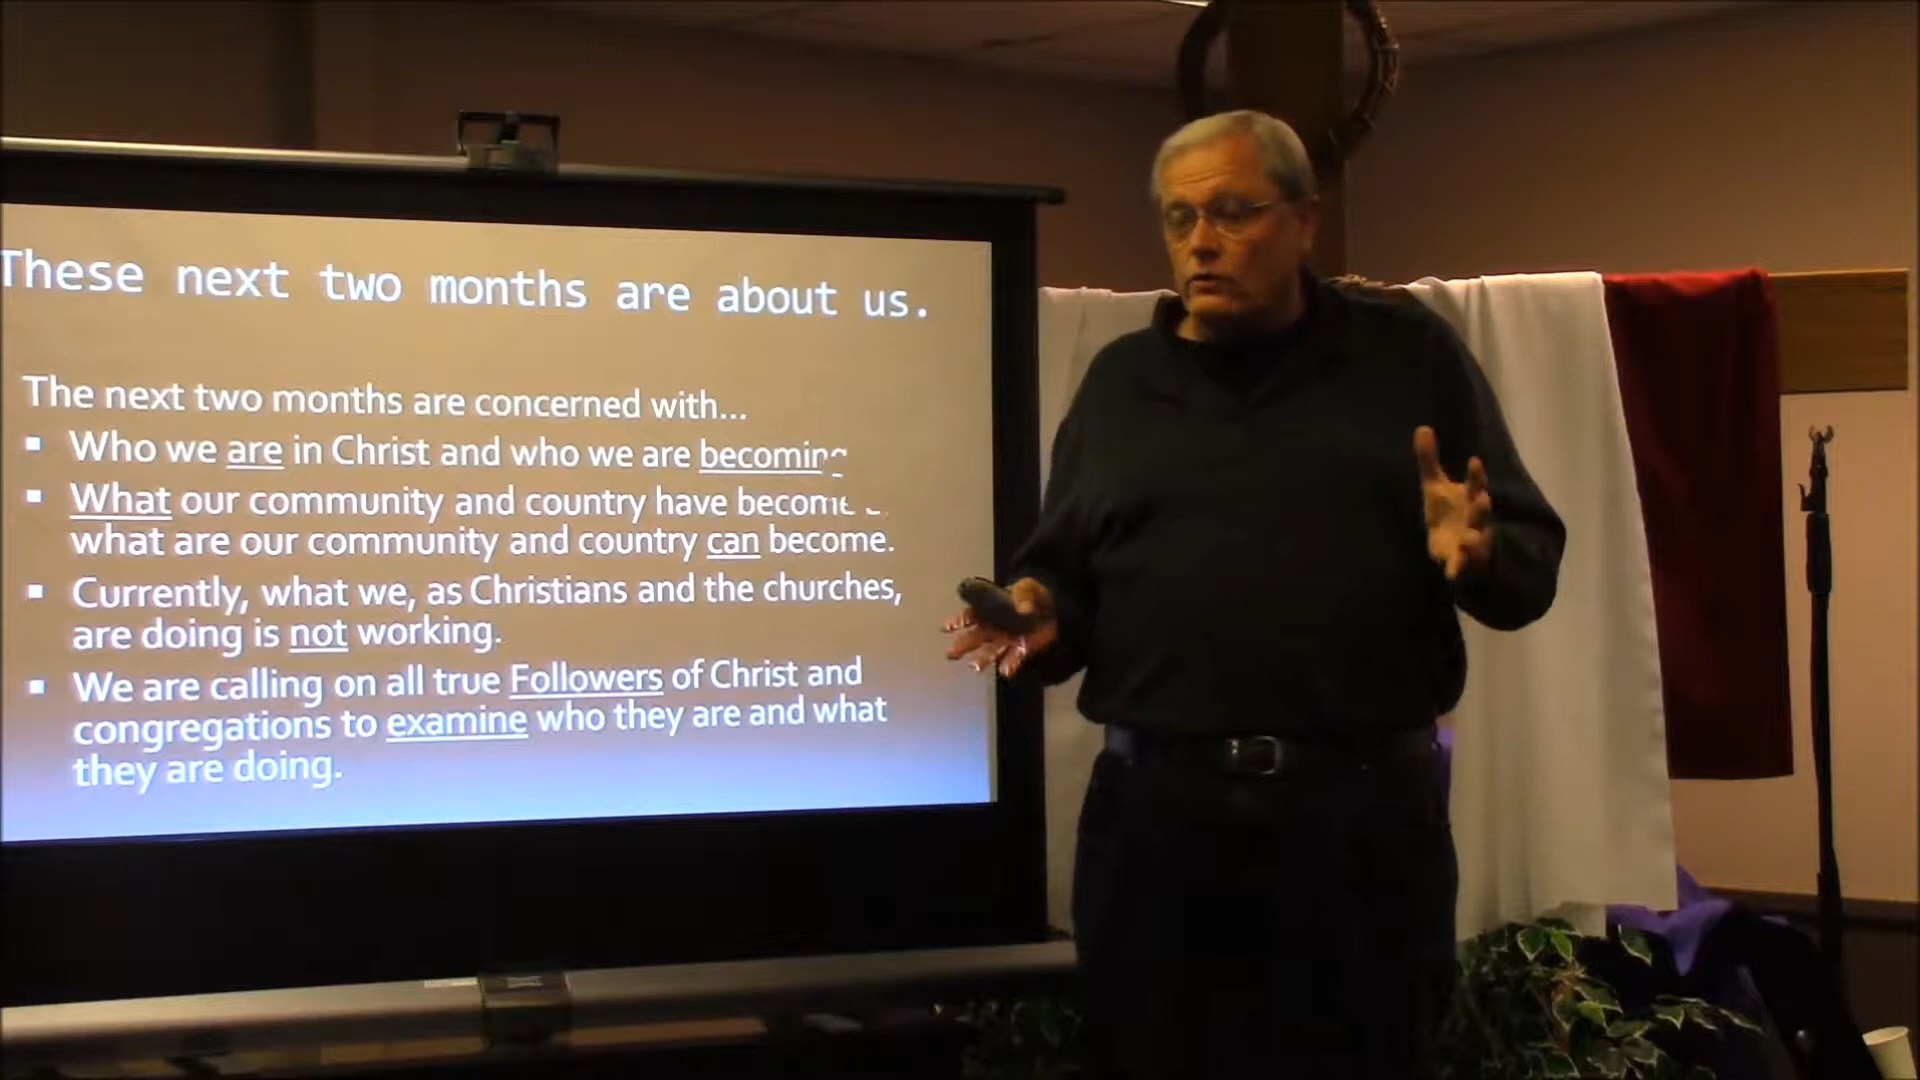 These next two months are about us.
The next two months are concerned with...
▪ Who we are in Christ and who we are becoming
▪ What our community and country have become
what are our community and country can become.
▪ Currently, what we, as Christians and the churches,
are doing is not working.
▪ We are calling on all true Followers of Christ and
congregations to examine who they are and what
they are doing.